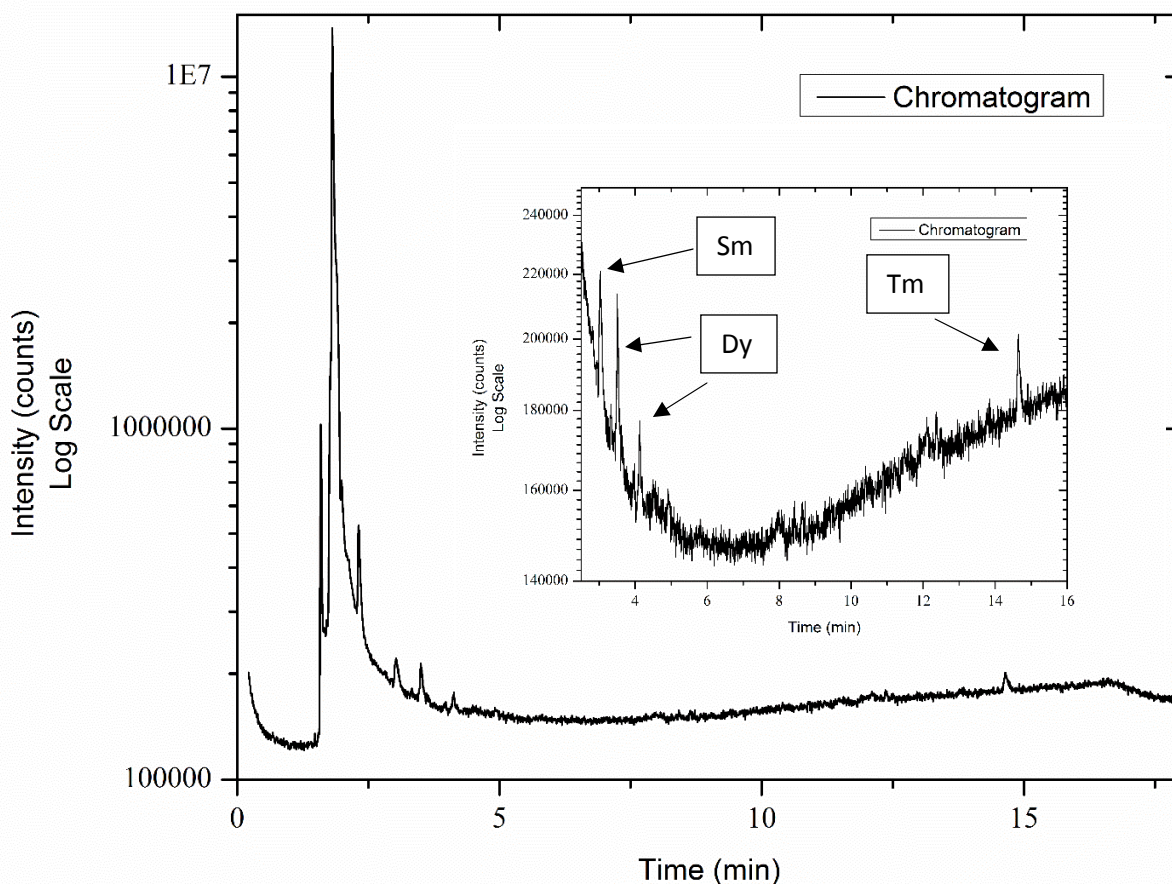 1E7
1000000
100000
Intensity (counts)
Log Scale
0
5
10
15
Time (min)
Chromatogram
240000
220000
200000
180000
160000
140000
Intensity (counts)
Log Scale
4
6
8
10
12
14
16
Time (min)
Chromatogram
Sm
Dy
Tm